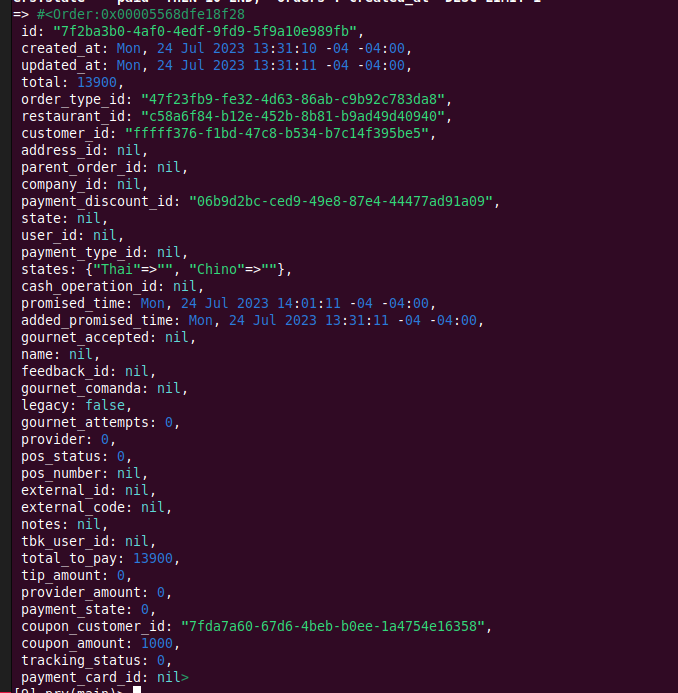 => #<Order:0x00005568dfe18f28
id: "7f2ba3b0-4af0-4edf-9fd9-5f9a10e989fb",
created_at: Mon, 24 Jul 2023 13:31:10 -04 -04:00,
updated_at: Mon, 24 Jul 2023 13:31:11 -04 -04:00,
total: 13900,
order_type_id: "47f23fb9-fe32-4d63-86ab-c9b92c783da8",
restaurant_id: "c58a6f84-b12e-452b-8b81-b9ad49d40940",
customer_id: "fffff376-f1bd-47c8-b534-b7c14f395be5",
address_id: nil,
parent_order_id: nil,
company_id: nil,
payment_discount_id: "06b9d2bc-ced9-49e8-87e4-44477ad91a09",
state: nil,
user_id: nil,
payment_type_id: nil,
states: {"Thai"=>"", "Chino"=>""},
cash_operation_id: nil,
promised_time: Mon, 24 Jul 2023 14:01:11 -04 -04:00,
added_promised_time: Mon, 24 Jul 2023 13:31:11 -04 -04:00,
gournet_accepted: nil,
name: nil,
feedback_id: nil,
gournet_comanda: nil,
legacy: false,
gournet_attempts: 0,
provider: 0,
pos_status: 0,
pos_number: nil,
external_id: nil,
external_code: nil,
notes: nil,
tbk_user_id: nil,
total_to_pay: 13900,
tip_amount: 0,
provider_amount: 0,
payment_state: 0,
coupon_customer_id: "7fda7a60-67d6-4beb-b0ee-1a4754e16358",
coupon_amount: 1000,
tracking_status: 0,
payment_card_id: nil>
[9] pry(main)>